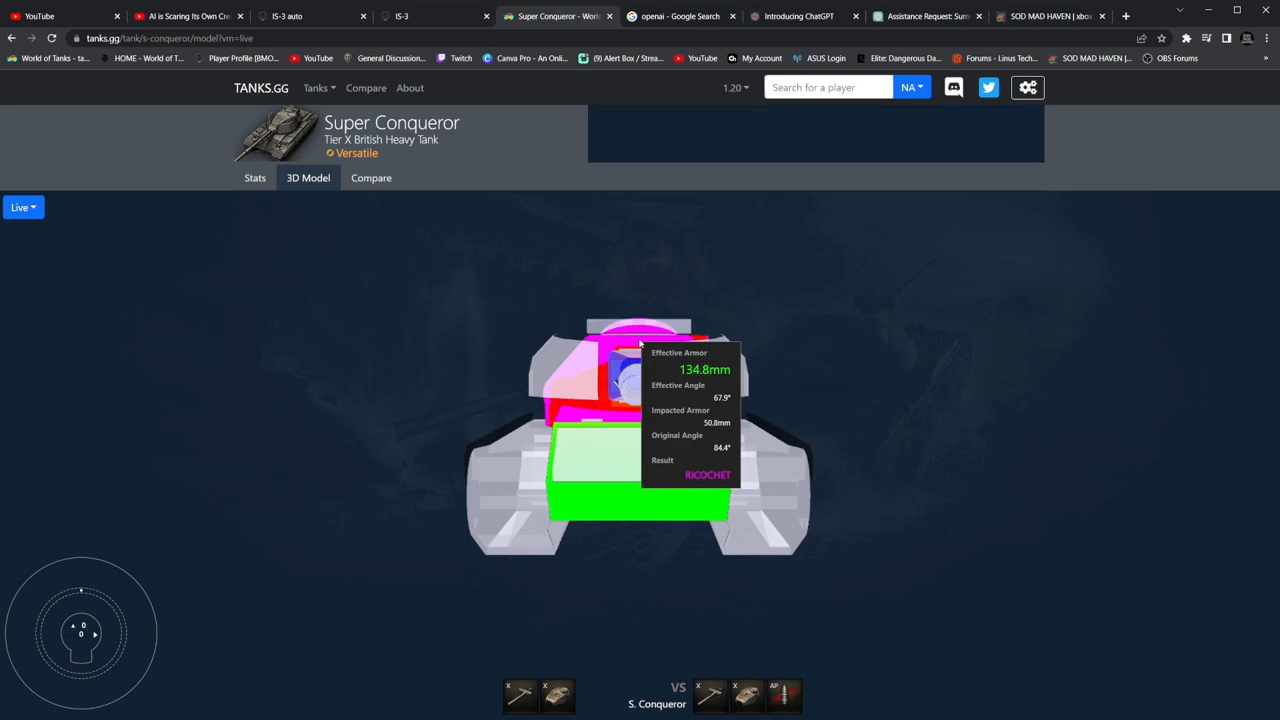 YouTube
AI is Scaring Its Own Cre
IS-3 auto
IS-3
Super Conqueror - Worl
openai - Google Search
Introducing ChatGPT
Assistance Request: Sum
SOD MAD HAVEN | xbox
tanks.gg/tank/s-conqueror/model?vm=live
World of Tanks - ta...
HOME - World of T...
Player Profile [BMO...
YouTube
General Discussion...
Twitch
Canva Pro - An Onli...
(9) Alert Box / Strea...
YouTube
My Account
ASUS Login
Elite: Dangerous Da...
Forums - Linus Tech...
SOD MAD HAVEN |...
OBS Forums
»
TANKS.GG
Tanks
Compare
About
1.20
Search for a player
NA
Super Conqueror
Tier X British Heavy Tank
Versatile
Stats
3D Model
Compare
Live
Effective Armor
134.8mm
Effective Angle
67.9°
Impacted Armor
50.8mm
Original Angle
84.4°
Result
RICOCHET
0
0
X
X
VS
S. Conqueror
X
X
AP